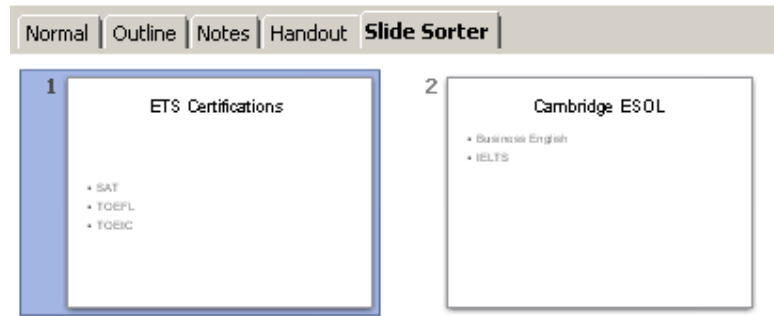 Normal Outline Notes Handout Slide Sorter
1
ETS Certifications
• SAT
• TOEFL
• TOEIC
2
Cambridge ESOL
• Business English
• IELTS